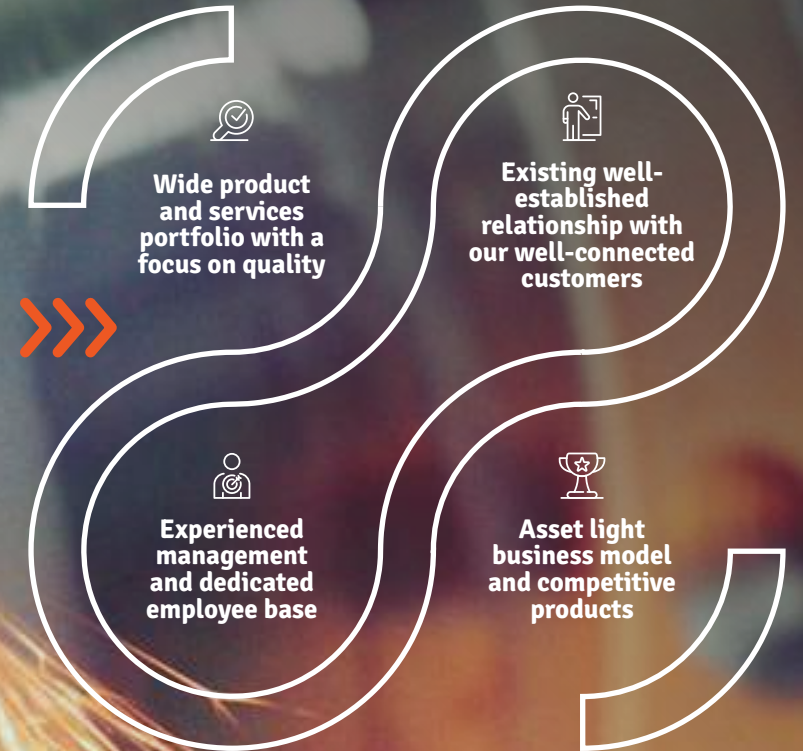 Wide product
and services
portfolio with a
focus on quality
Existing well-
established
relationship with
our well-connected
customers
Experienced
management
and dedicated
employee base
Asset light
business model
and competitive
products